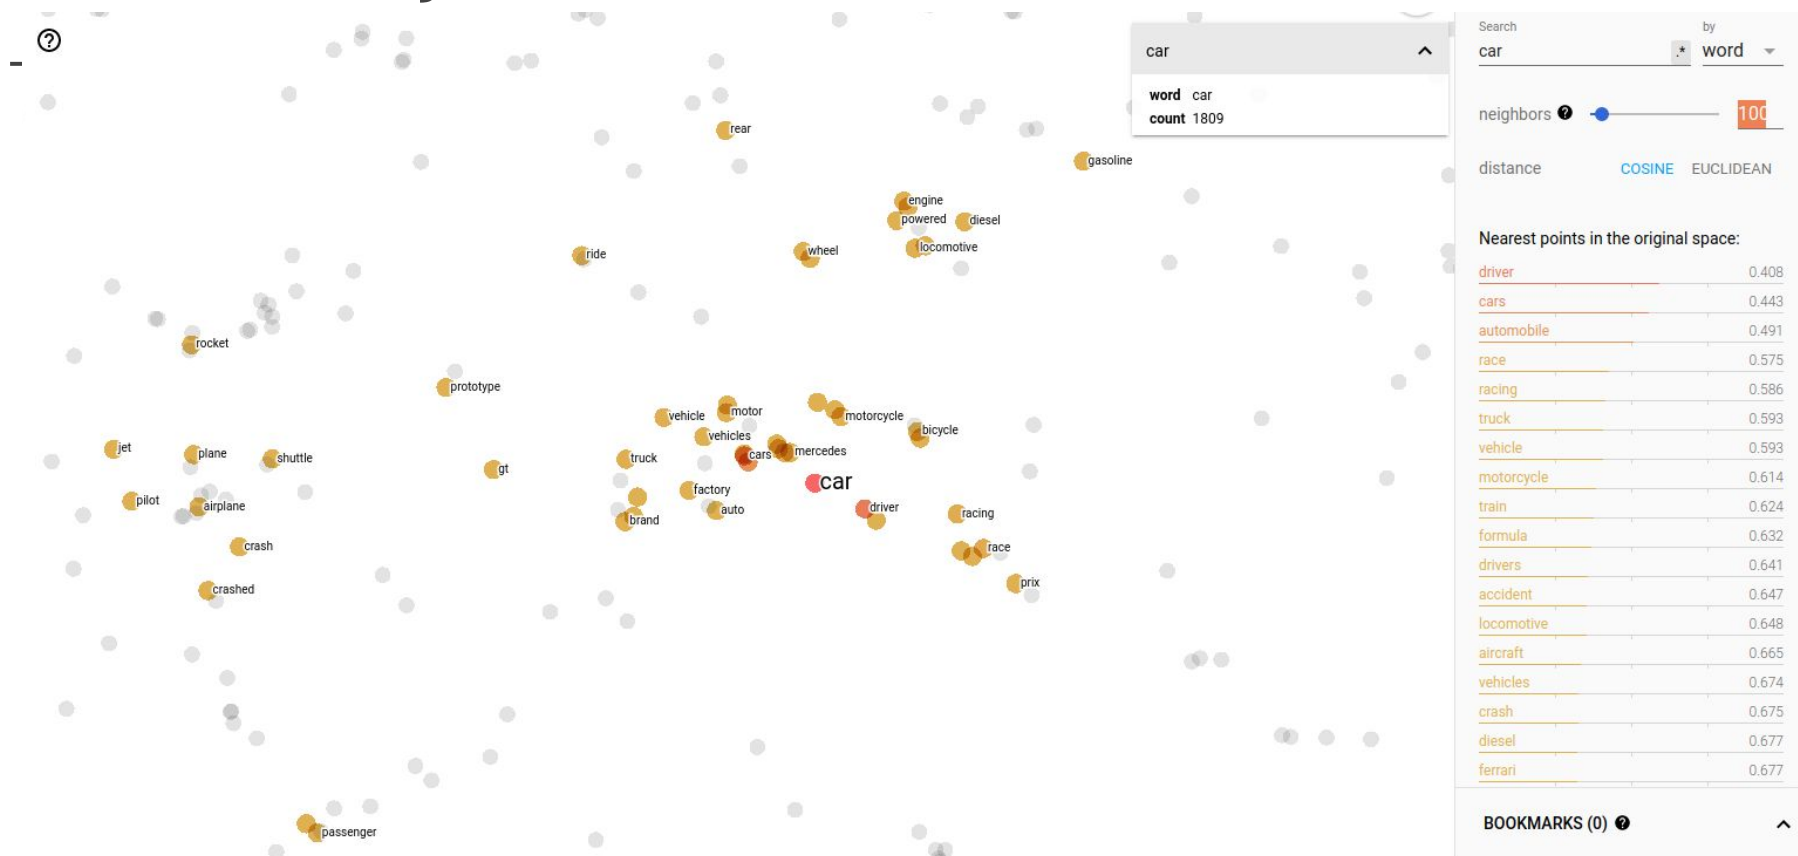 car
word car
count 1809
rear
gasoline
engine
powered
diesel
locomotive
wheel
ride
rocket
prototype
vehicle
motor
motorcycle
bicycle
vehicles
cars
mercedes
truck
jet
plane
shuttle
gt
car
factory
auto
driver
racing
pilot
airplane
brand
crash
race
crashed
prix
passenger
Search
by
car
.*
word
neighbors
100
distance
COSINE
EUCLIDEAN
Nearest points in the original space:
driver 0.408
cars 0.443
automobile 0.491
race 0.575
racing 0.586
truck 0.593
vehicle 0.593
motorcycle 0.614
train 0.624
formula 0.632
drivers 0.641
accident 0.647
locomotive 0.648
aircraft 0.665
vehicles 0.674
crash 0.675
diesel 0.677
ferrari 0.677
BOOKMARKS (0)